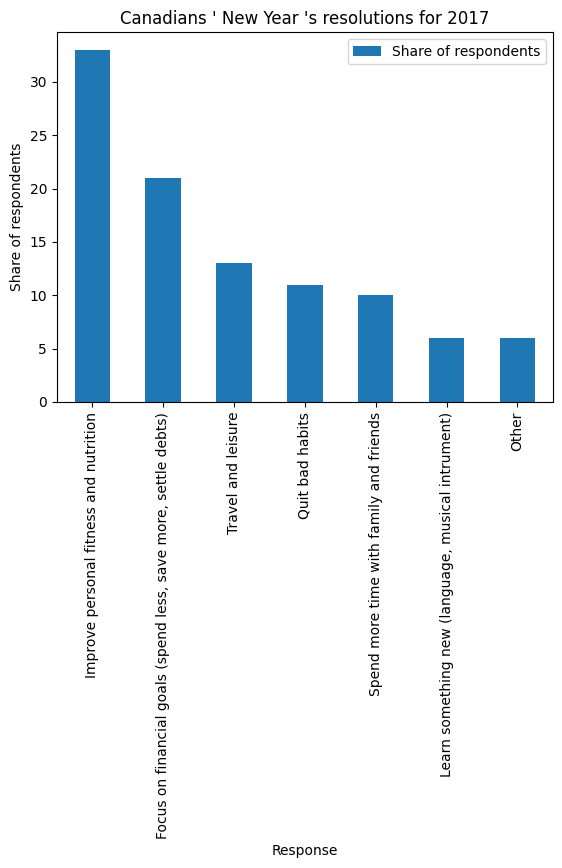 Canadians ' New Year 's resolutions for 2017
Share of respondents
Share of respondents
30
25
20
15
10
5
0
Improve personal fitness and nutrition
Focus on financial goals (spend less, save more, settle debts)
Travel and leisure
Quit bad habits
Spend more time with family and friends
Learn something new (language, musical intrument)
Other
Response